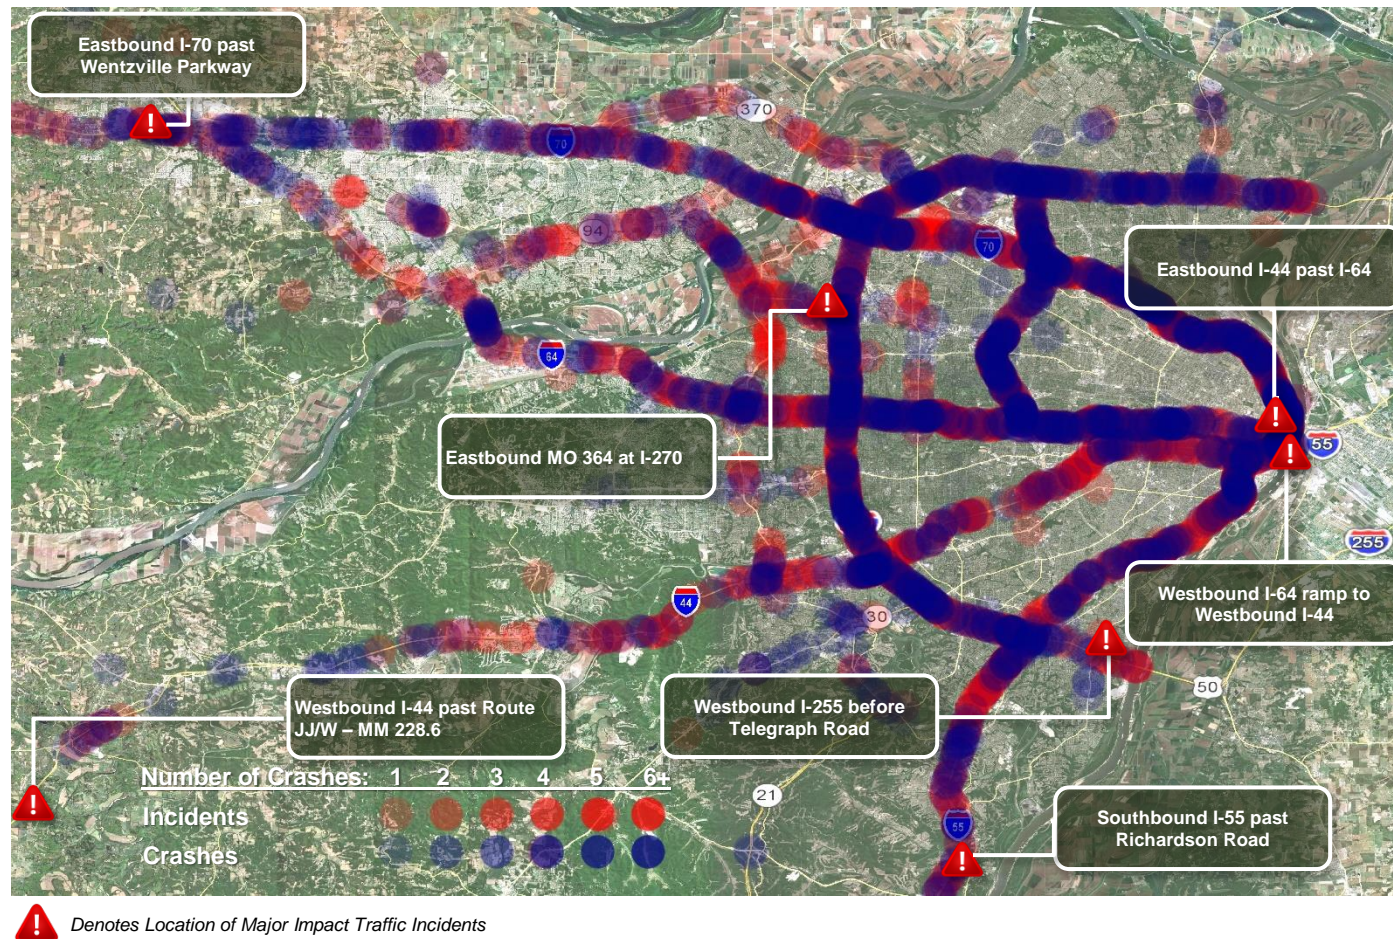 Eastbound I-70 past
Wentzville Parkway
370
70
94
70
Eastbound I-44 past I-64
64
Eastbound MO 364 at I-270
55
255
44
30
Westbound I-64 ramp to
Westbound I-44
50
Westbound I-44 past Route
JJ/W – MM 228.6
Westbound I-255 before
Telegraph Road
Number of Crashes: 1 2 3 4 5 6+
Incidents
Crashes
21
55
Southbound I-55 past
Richardson Road
Denotes Location of Major Impact Traffic Incidents